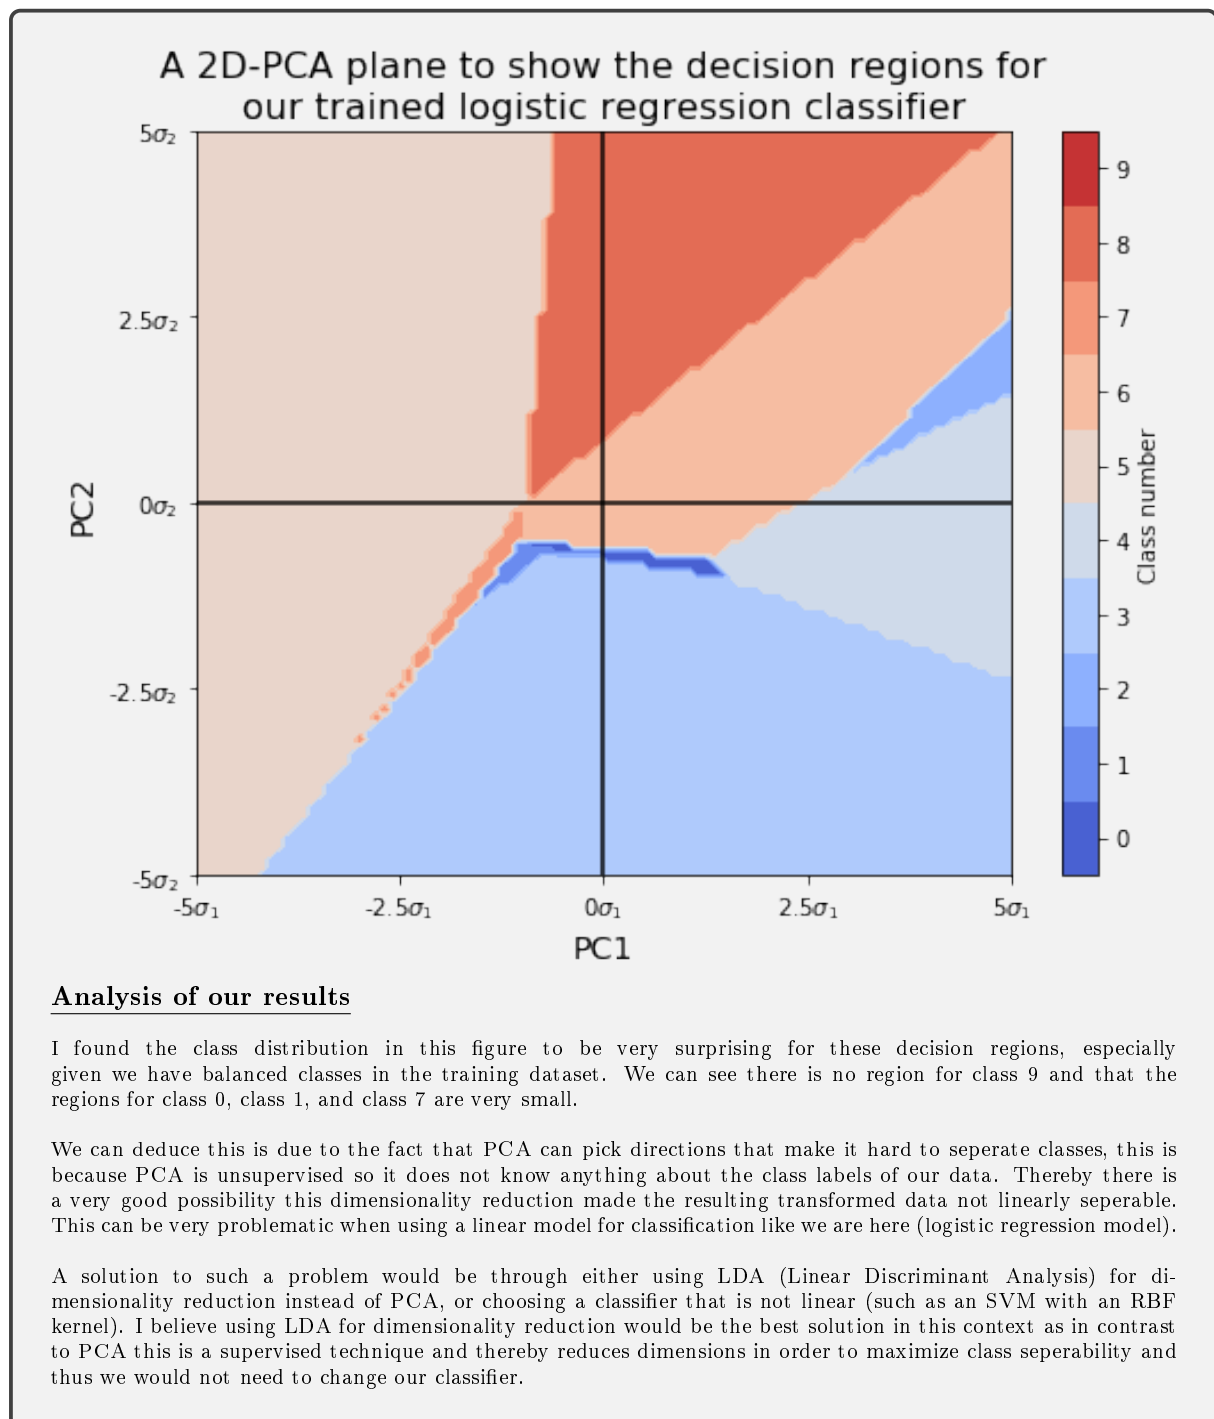 A 2D-PCA plane to show the decision regions for
our trained logistic regression classifier
5σ₂
2.5σ₂
0σ₂
-2.5σ₂
-5σ₂
PC2
-5σ₁
-2.5σ₁
0σ₁
2.5σ₁
5σ₁
PC1
9
8
7
6
5
4
3
2
1
0
Class number
Analysis of our results
I found the class distribution in this figure to be very surprising for these decision regions, especially
given we have balanced classes in the training dataset. We can see there is no region for class 9 and that the
regions for class 0, class 1, and class 7 are very small.
We can deduce this is due to the fact that PCA can pick directions that make it hard to seperate classes, this is
because PCA is unsupervised so it does not know anything about the class labels of our data. Thereby there is
a very good possibility this dimensionality reduction made the resulting transformed data not linearly seperable.
This can be very problematic when using a linear model for classification like we are here (logistic regression model).
A solution to such a problem would be through either using LDA (Linear Discriminant Analysis) for di-
mensionality reduction instead of PCA, or choosing a classifier that is not linear (such as an SVM with an RBF
kernel). I believe using LDA for dimensionality reduction would be the best solution in this context as in contrast
to PCA this is a supervised technique and thereby reduces dimensions in order to maximize class seperability and
thus we would not need to change our classifier.